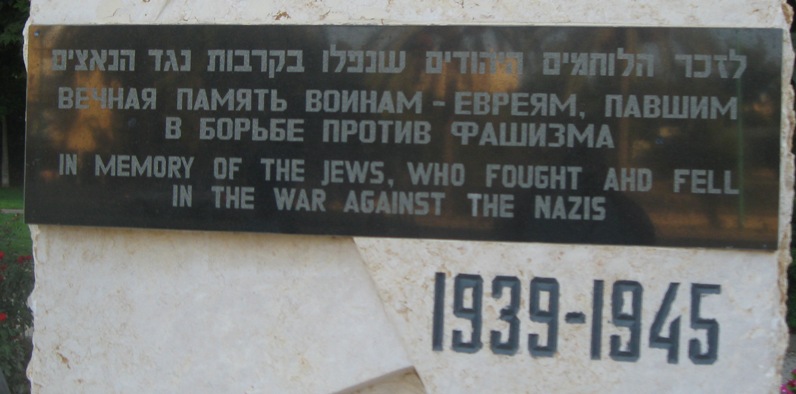 לזכר הלוחמים היהודים שנפלו בקרבות נגד הנאצים
ВЕЧНАЯ ПАМЯТЬ ВОИНАМ - ЕВРЕЯМ, ПАВШИМ
В БОРЬБЕ ПРОТИВ ФАШИЗМА
IN MEMORY OF THE JEWS, WHO FOUGHT AHD FELL
IN THE WAR AGAINST THE NAZIS
1939-1945